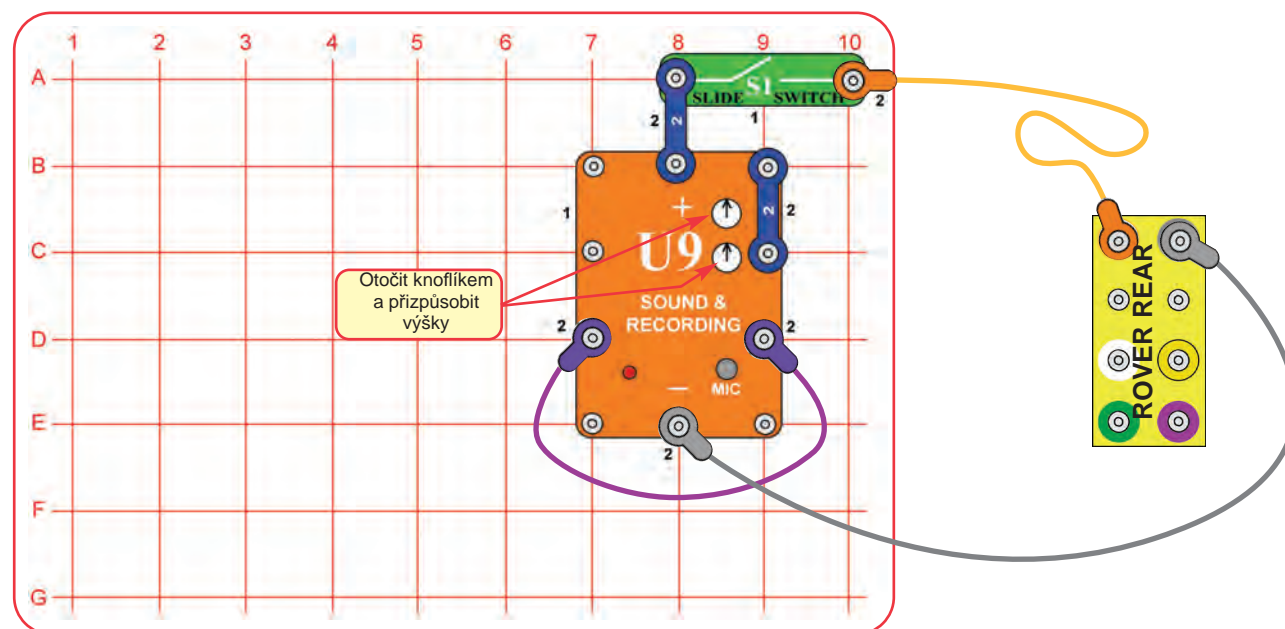 1 2 3 4 5 6 7 8 9 10
A
S1
SLIDE SWITCH
2
1
2
2
B
+
2
2
1
C
U9
Otočit knoflíkem
a přizpůsobit
výšky
SOUND &
RECORDING
D
2
2
–
MIC
E
2
F
G
ROVER REAR